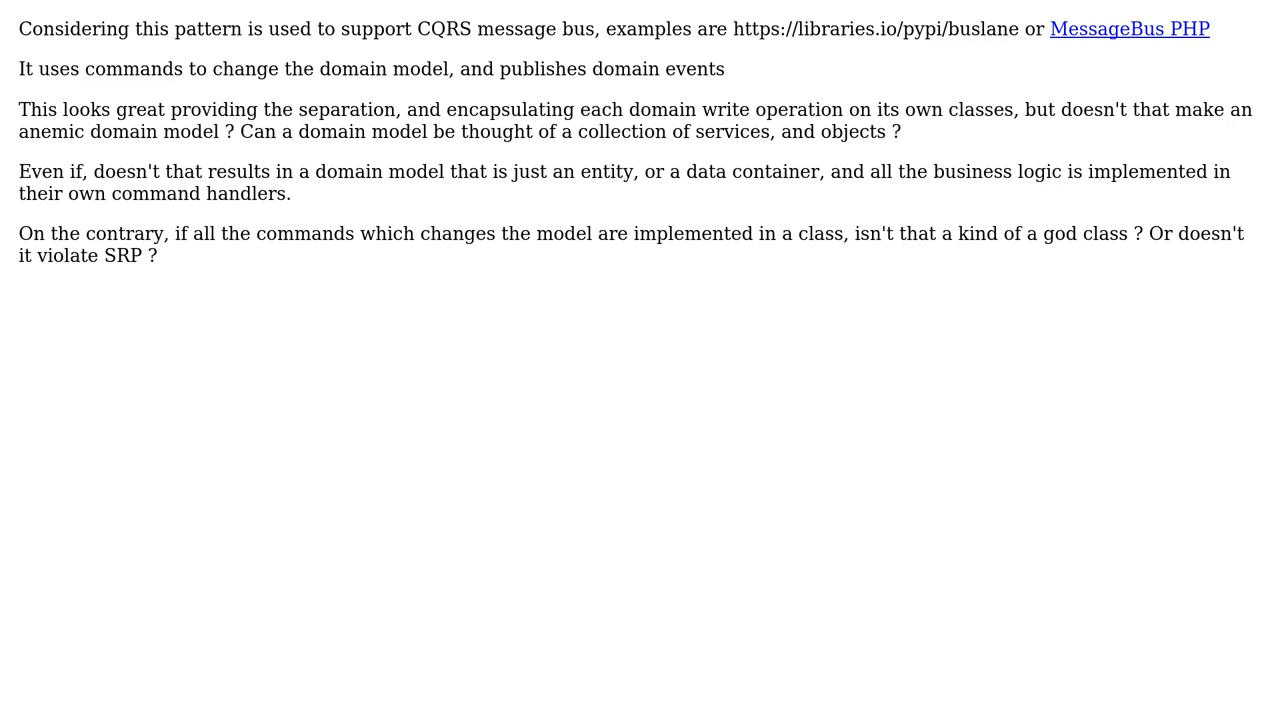 Considering this pattern is used to support CQRS message bus, examples are https://libraries.io/pypi/buslane or MessageBus PHP
It uses commands to change the domain model, and publishes domain events
This looks great providing the separation, and encapsulating each domain write operation on its own classes, but doesn't that make an
anemic domain model ? Can a domain model be thought of a collection of services, and objects ?
Even if, doesn't that results in a domain model that is just an entity, or a data container, and all the business logic is implemented in
their own command handlers.
On the contrary, if all the commands which changes the model are implemented in a class, isn't that a kind of a god class ? Or doesn't
it violate SRP ?